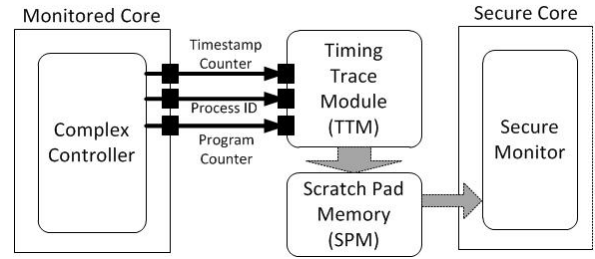 Monitored Core
Secure Core
Timestamp
Counter
Process ID
Program
Counter
Complex
Controller
Timing
Trace
Module
(TTM)
Scratch Pad
Memory
(SPM)
Secure
Monitor